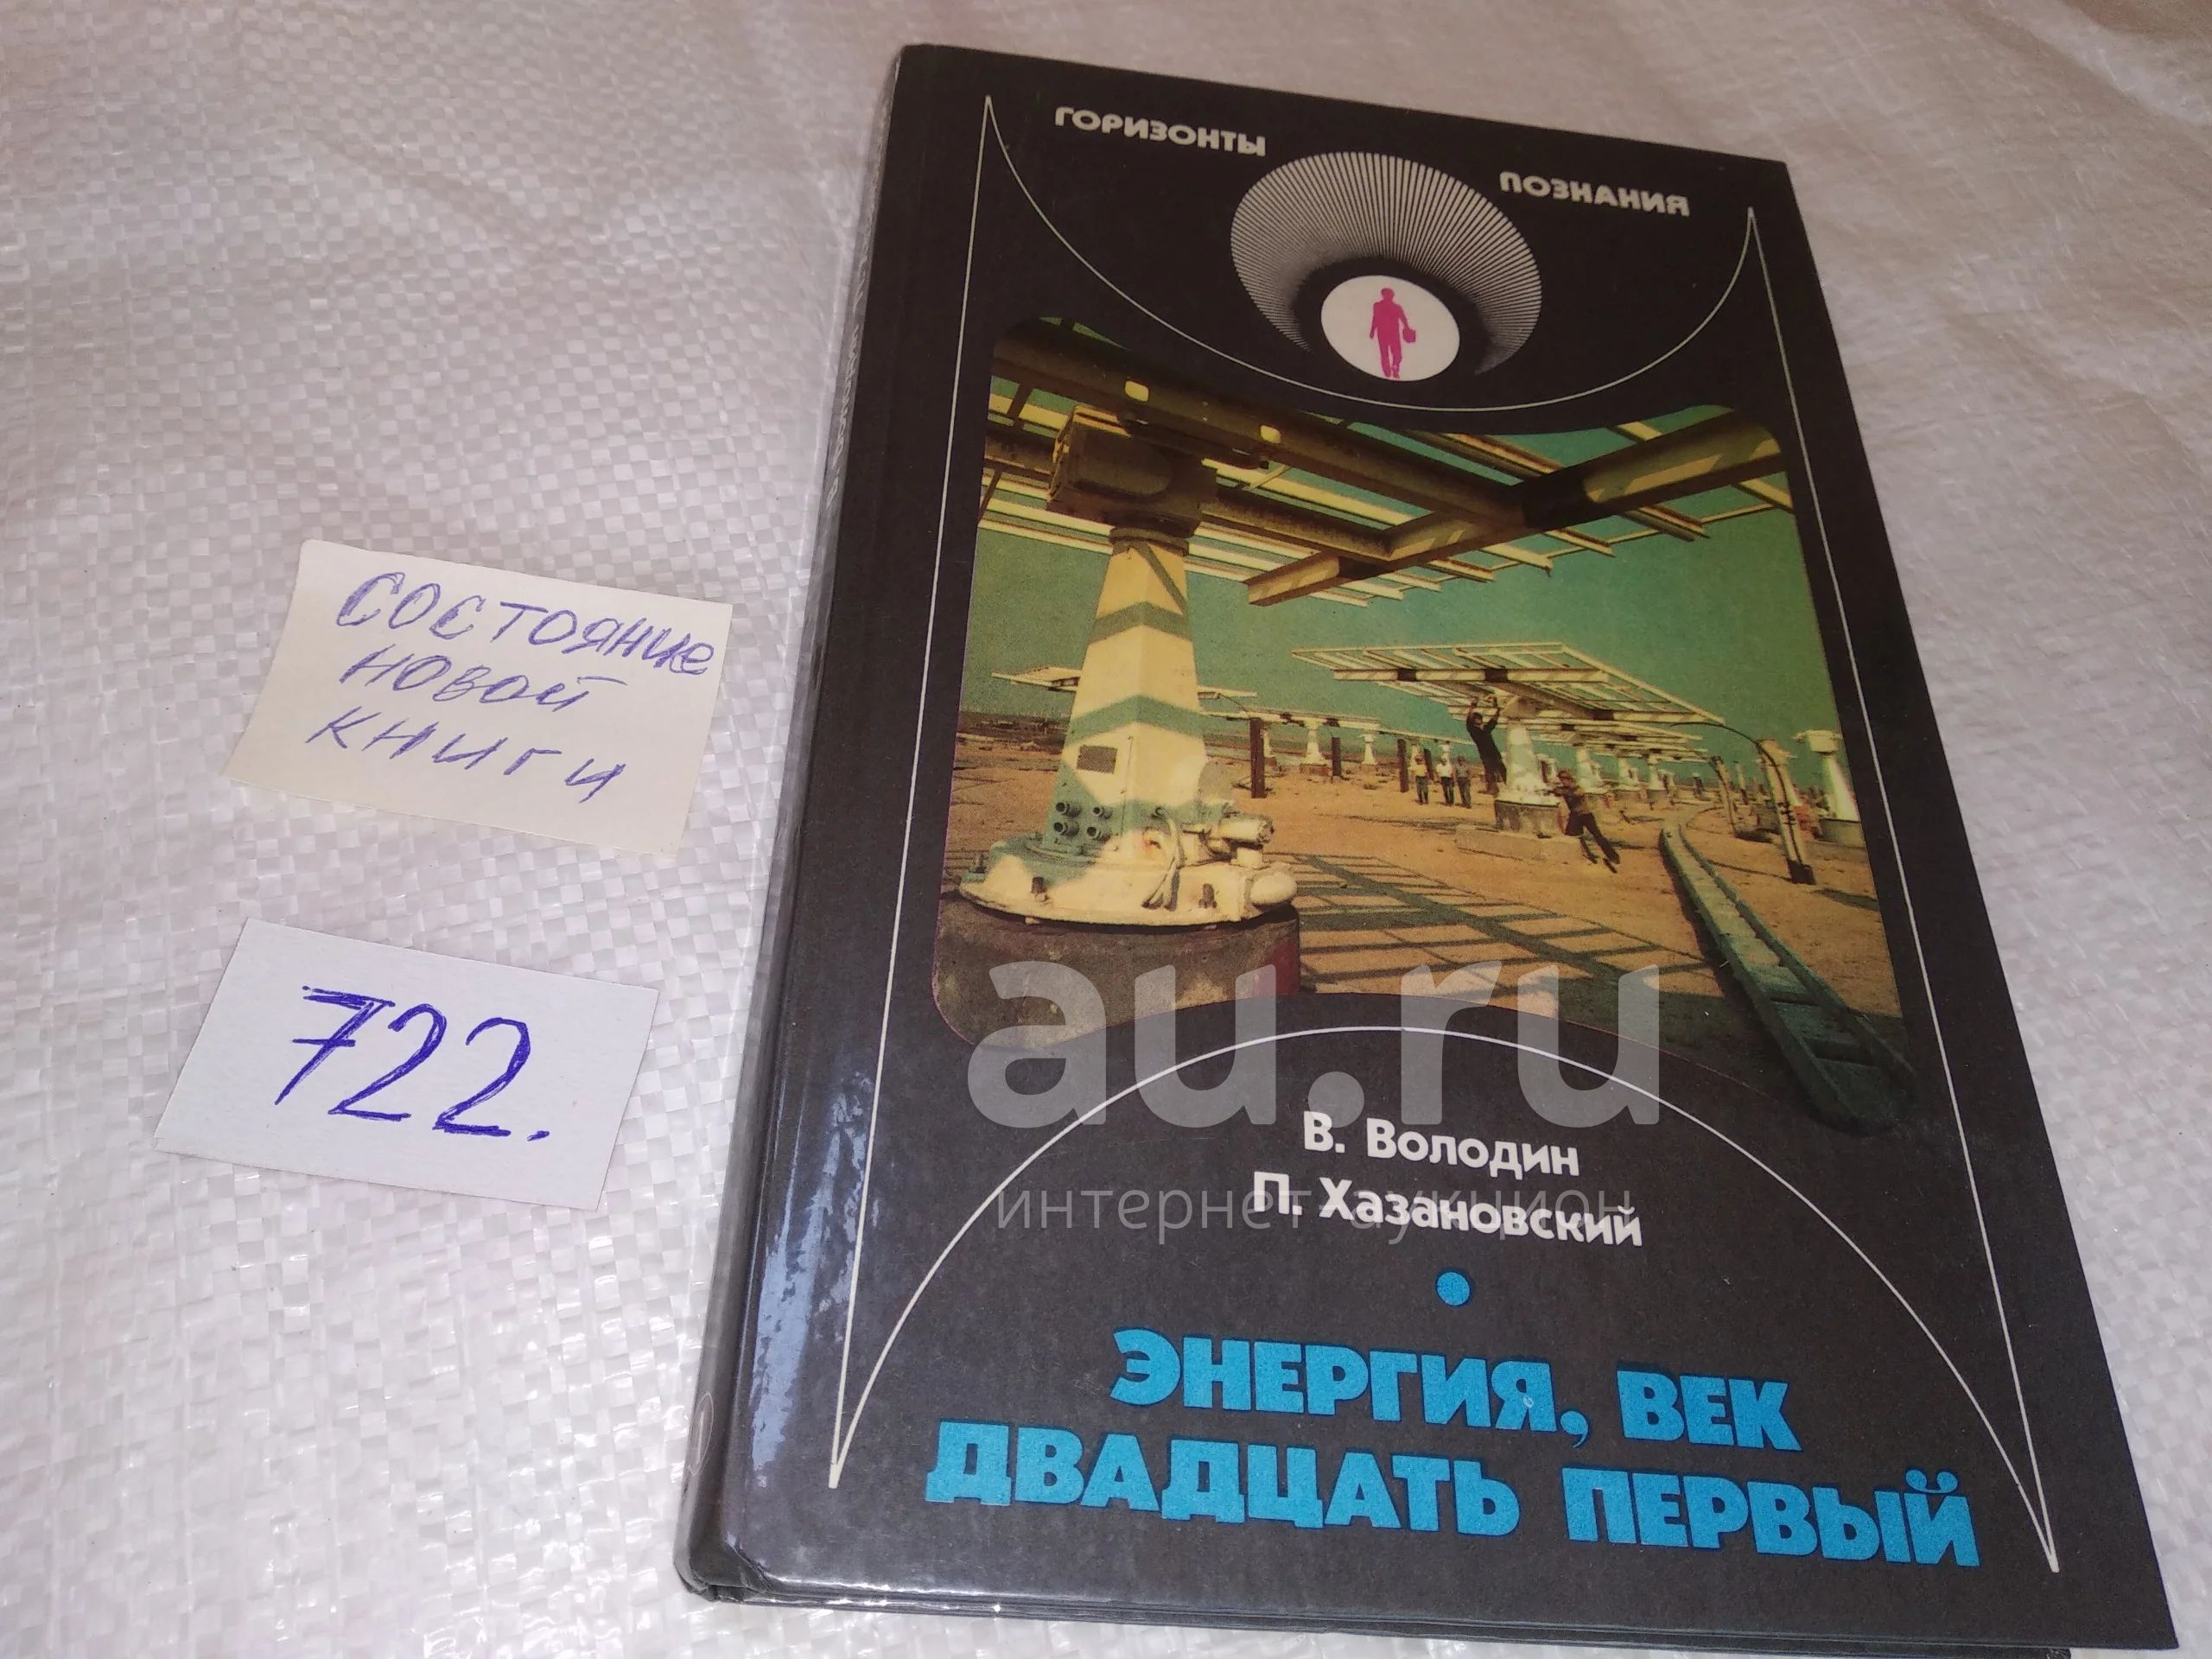 ГОРИЗОНТЫ
ПОЗНАНИЯ
СОСТОЯНИЕ
НОВОЙ
КНИГИ
722.
au.ru
интернет аукцион
В. Володин
П. Хазановский
ЭНЕРГИЯ, ВЕК
ДВАДЦАТЬ ПЕРВЫЙ